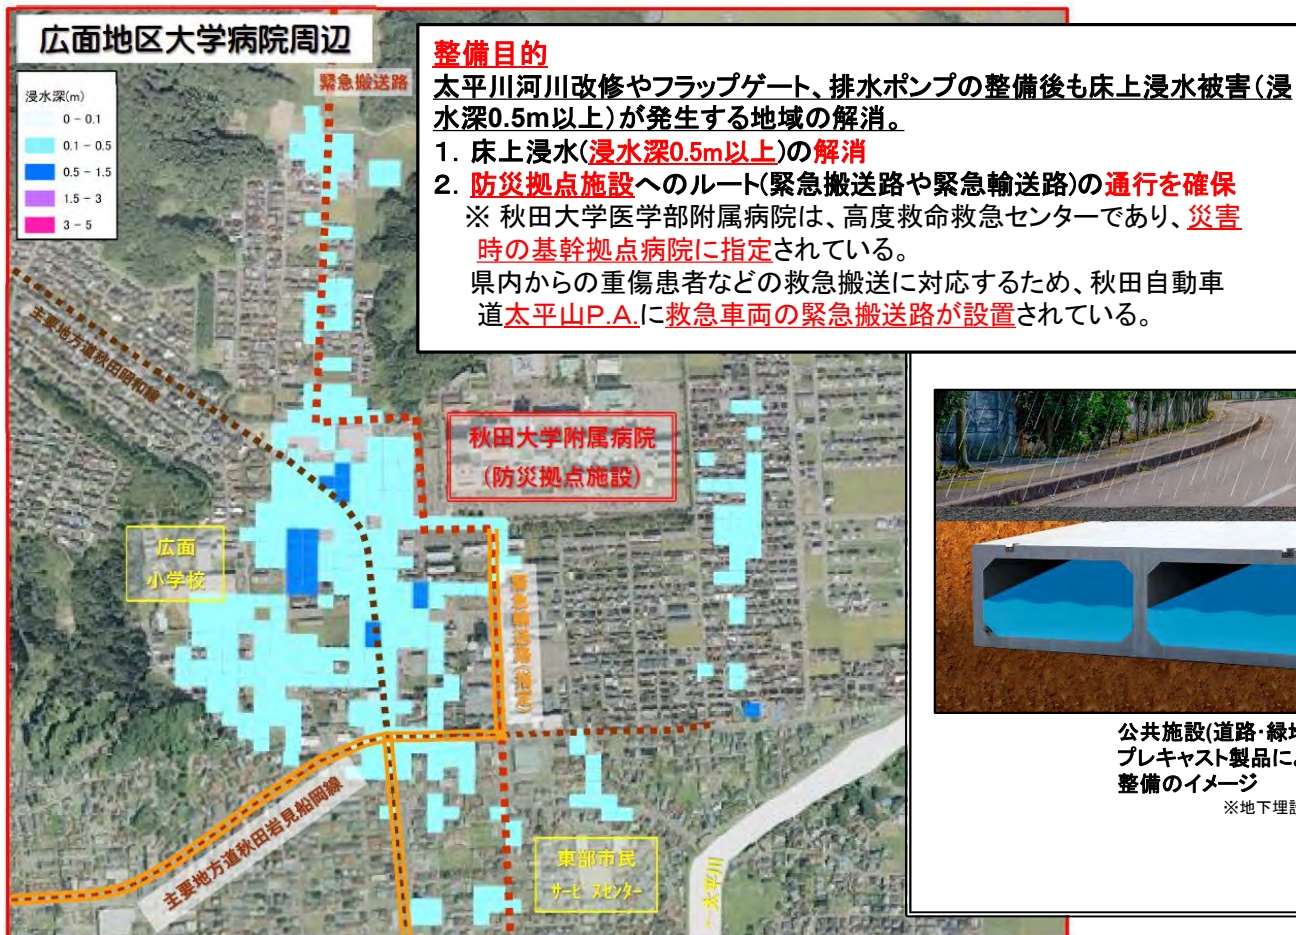 広面地区大学病院周辺
浸水深(m)
0 − 0.1
0.1 − 0.5
0.5 − 1.5
1.5 − 3
3 − 5
緊急搬送路
整備目的
太平川河川改修やフラップゲート、排水ポンプの整備後も床上浸水被害(浸
水深0.5m以上)が発生する地域の解消。
1. 床上浸水(浸水深0.5m以上)の解消
2. 防災拠点施設へのルート(緊急搬送路や緊急輸送路)の通行を確保
※ 秋田大学医学部附属病院は、高度救命救急センターであり、災害
時の基幹拠点病院に指定されている。
県内からの重傷患者などの救急搬送に対応するため、秋田自動車
道太平山P.A.に救急車両の緊急搬送路が設置されている。
主要地方道秋田昭和線
秋田大学附属病院
(防災拠点施設)
広面
小学校
緊急輸送路(指定)
主要地方道秋田岩見船岡線
東部市民
サービスセンター
←太平川
公共施設(道路・緑地
プレキャスト製品によ
整備のイメージ
※地下埋設